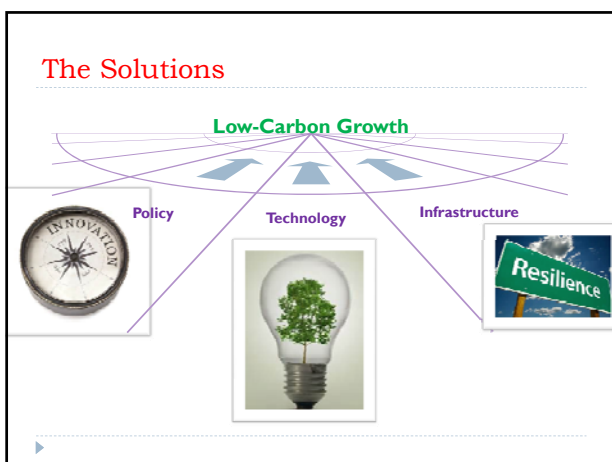 The Solutions
Low-Carbon Growth
Policy
Technology
Infrastructure
INNOVATION
Resilience